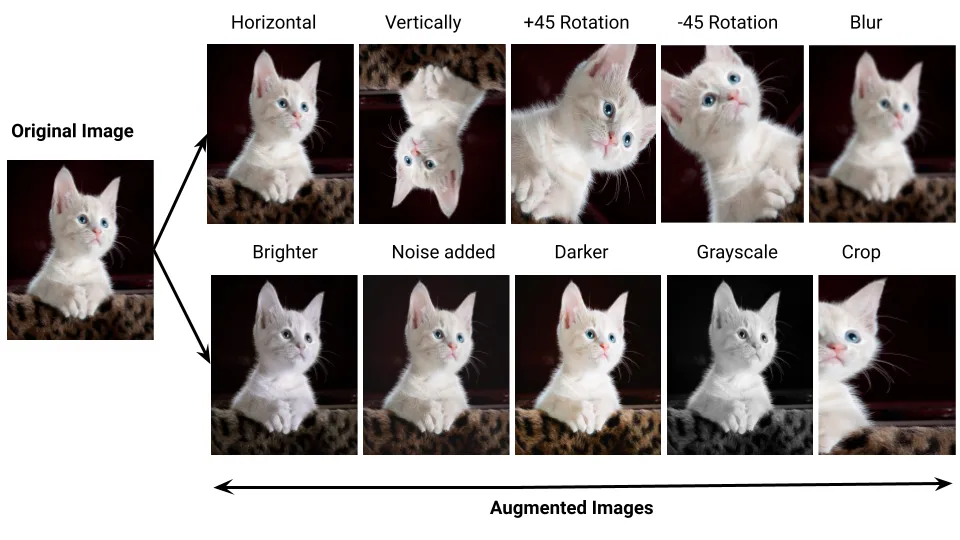 Horizontal
Vertically
+45 Rotation
-45 Rotation
Blur
Original Image
Brighter
Noise added
Darker
Grayscale
Crop
Augmented Images